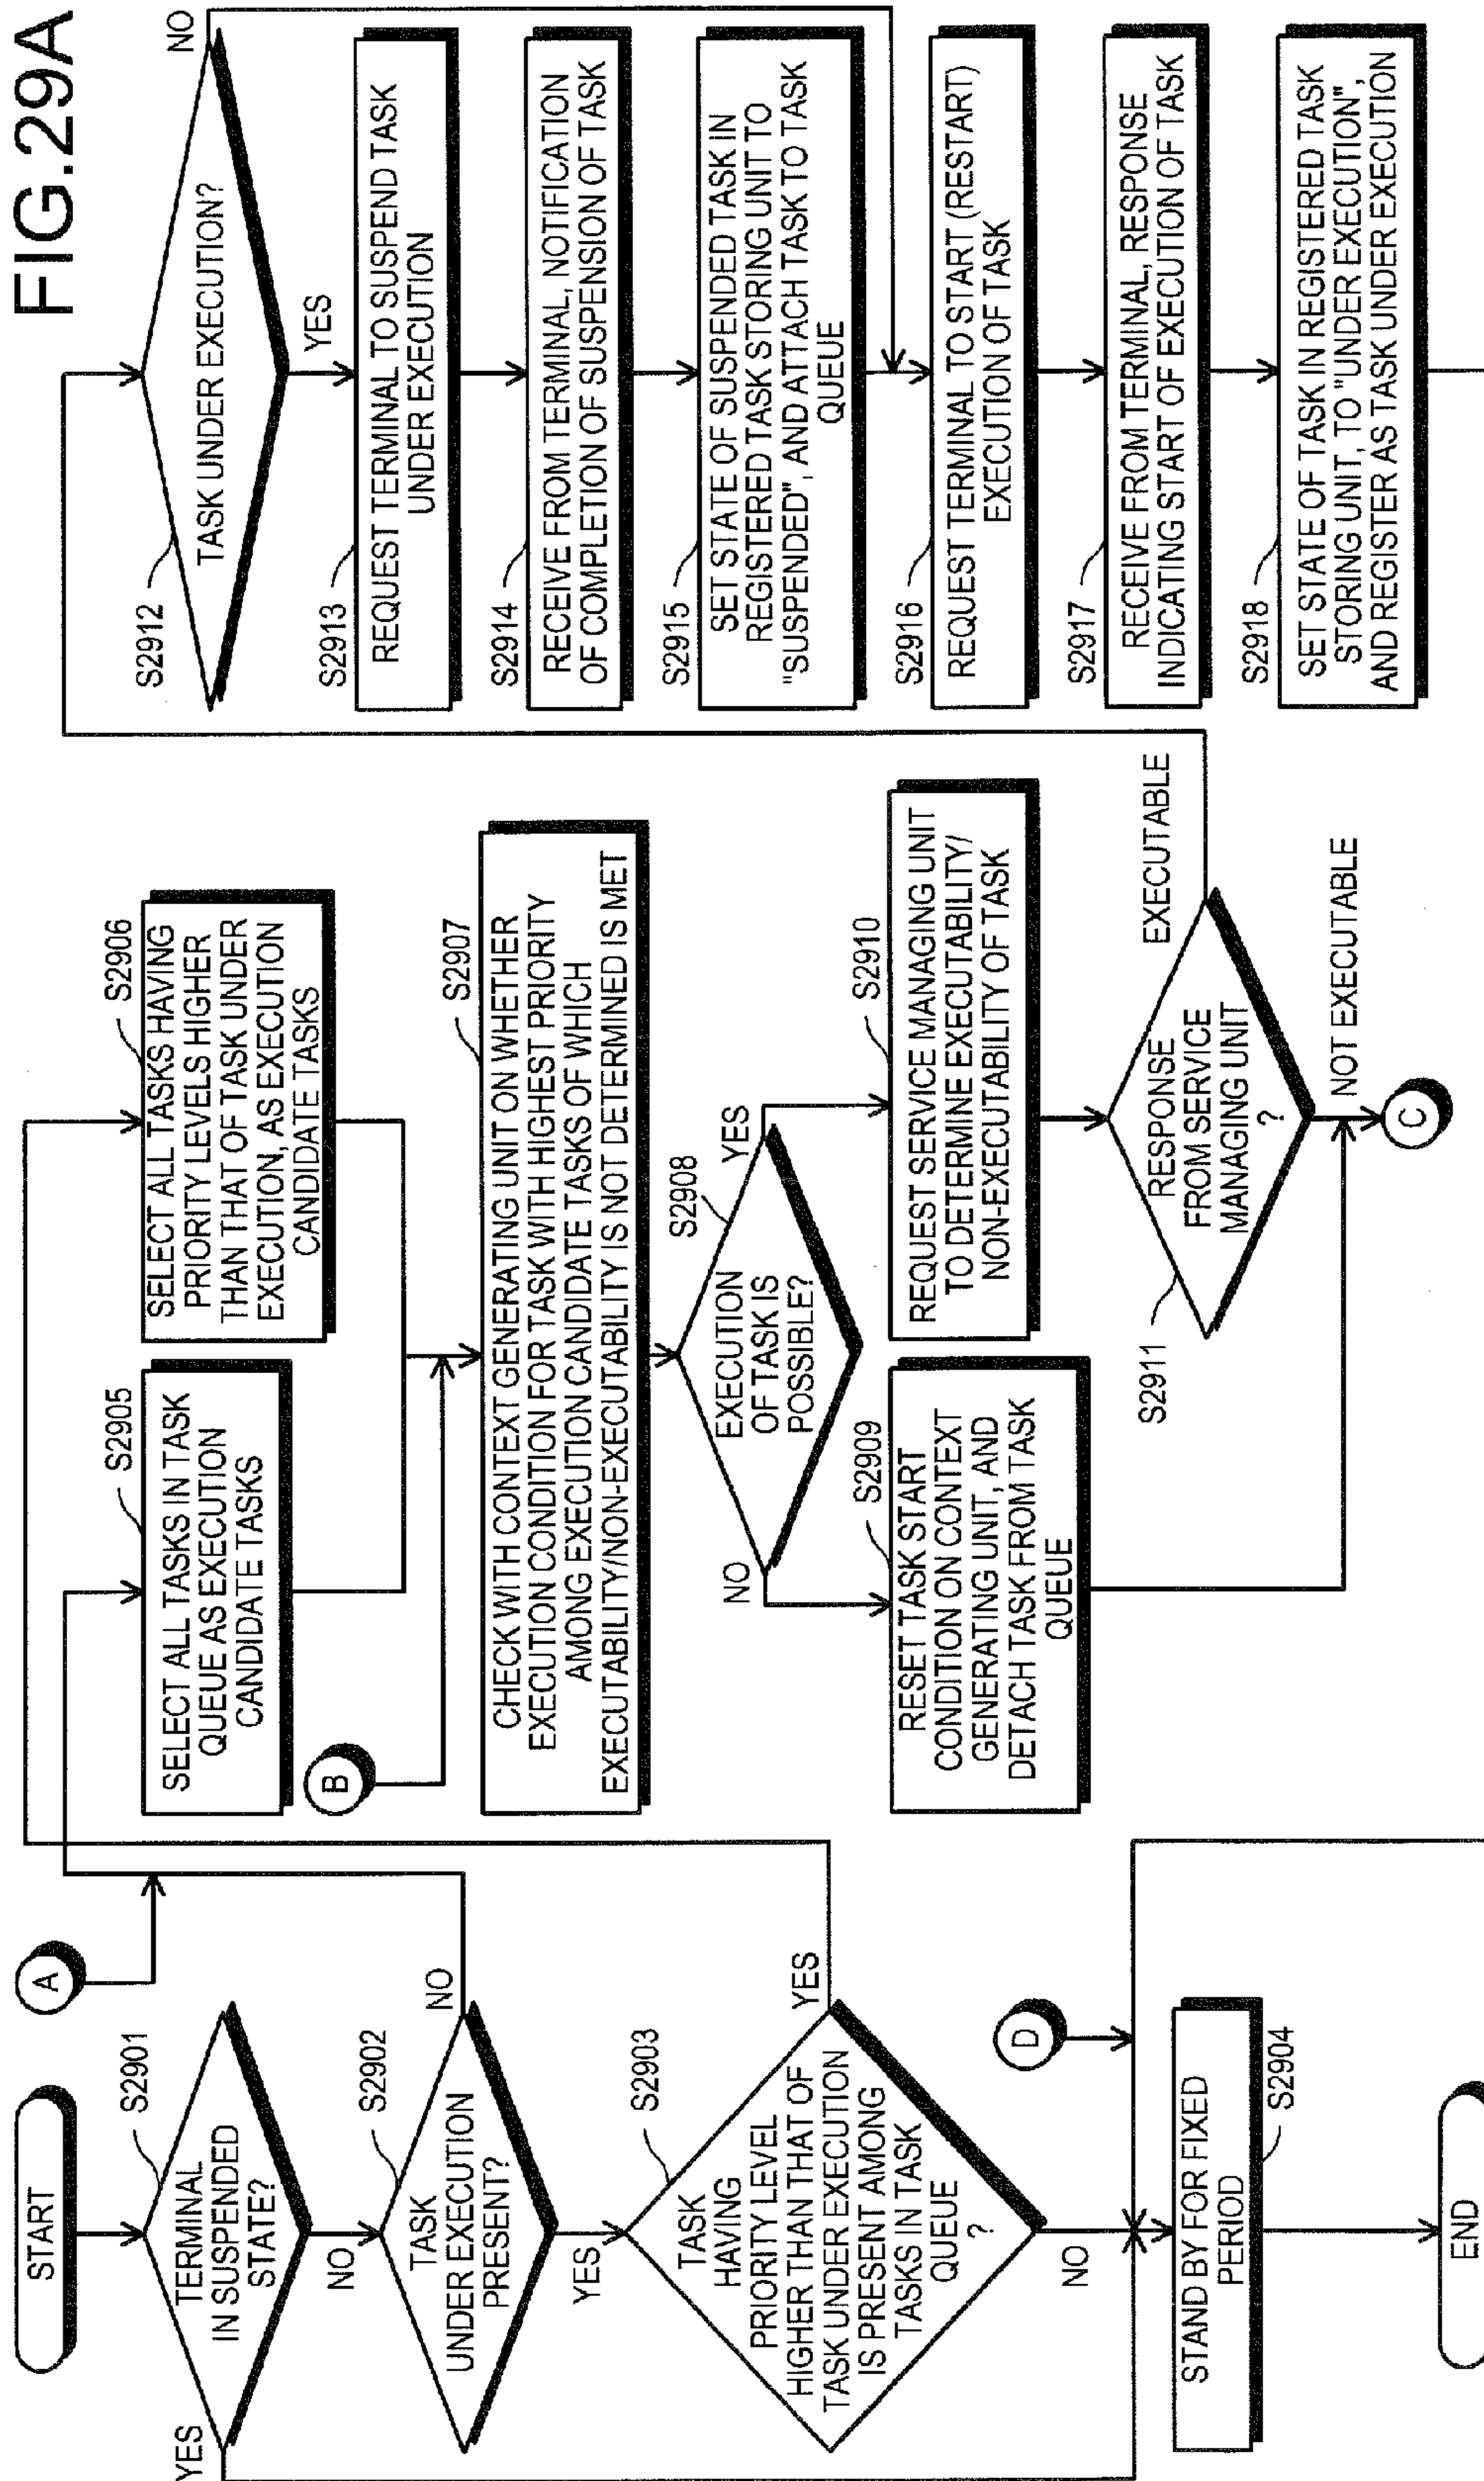 FIG.29A
START
S2901
TERMINAL
IN SUSPENDED
STATE?
YES
NO
A
S2902
TASK
UNDER EXECUTION
PRESENT?
NO
YES
S2903
TASK
HAVING
PRIORITY LEVEL
HIGHER THAN THAT OF
TASK UNDER EXECUTION
IS PRESENT AMONG
TASKS IN TASK
QUEUE
?
YES
NO
D
S2904
STAND BY FOR FIXED
PERIOD
END
S2905
SELECT ALL TASKS IN TASK
QUEUE AS EXECUTION
CANDIDATE TASKS
S2906
SELECT ALL TASKS HAVING
PRIORITY LEVELS HIGHER
THAN THAT OF TASK UNDER
EXECUTION, AS EXECUTION
CANDIDATE TASKS
B
S2907
CHECK WITH CONTEXT GENERATING UNIT ON WHETHER
EXECUTION CONDITION FOR TASK WITH HIGHEST PRIORITY
AMONG EXECUTION CANDIDATE TASKS OF WHICH
EXECUTABILITY/NON-EXECUTABILITY IS NOT DETERMINED IS MET
S2908
EXECUTION
OF TASK IS
POSSIBLE?
NO
YES
S2909
RESET TASK START
CONDITION ON CONTEXT
GENERATING UNIT, AND
DETACH TASK FROM TASK
QUEUE
S2910
REQUEST SERVICE MANAGING UNIT
TO DETERMINE EXECUTABILITY/
NON-EXECUTABILITY OF TASK
S2911
RESPONSE
FROM SERVICE
MANAGING UNIT
?
EXECUTABLE
NOT EXECUTABLE
C
S2912
TASK UNDER EXECUTION?
NO
YES
S2913
REQUEST TERMINAL TO SUSPEND TASK
UNDER EXECUTION
S2914
RECEIVE FROM TERMINAL, NOTIFICATION
OF COMPLETION OF SUSPENSION OF TASK
S2915
SET STATE OF SUSPENDED TASK IN
REGISTERED TASK STORING UNIT TO
"SUSPENDED", AND ATTACH TASK TO TASK
QUEUE
S2916
REQUEST TERMINAL TO START (RESTART)
EXECUTION OF TASK
S2917
RECEIVE FROM TERMINAL, RESPONSE
INDICATING START OF EXECUTION OF TASK
S2918
SET STATE OF TASK IN REGISTERED TASK
STORING UNIT, TO "UNDER EXECUTION",
AND REGISTER AS TASK UNDER EXECUTION